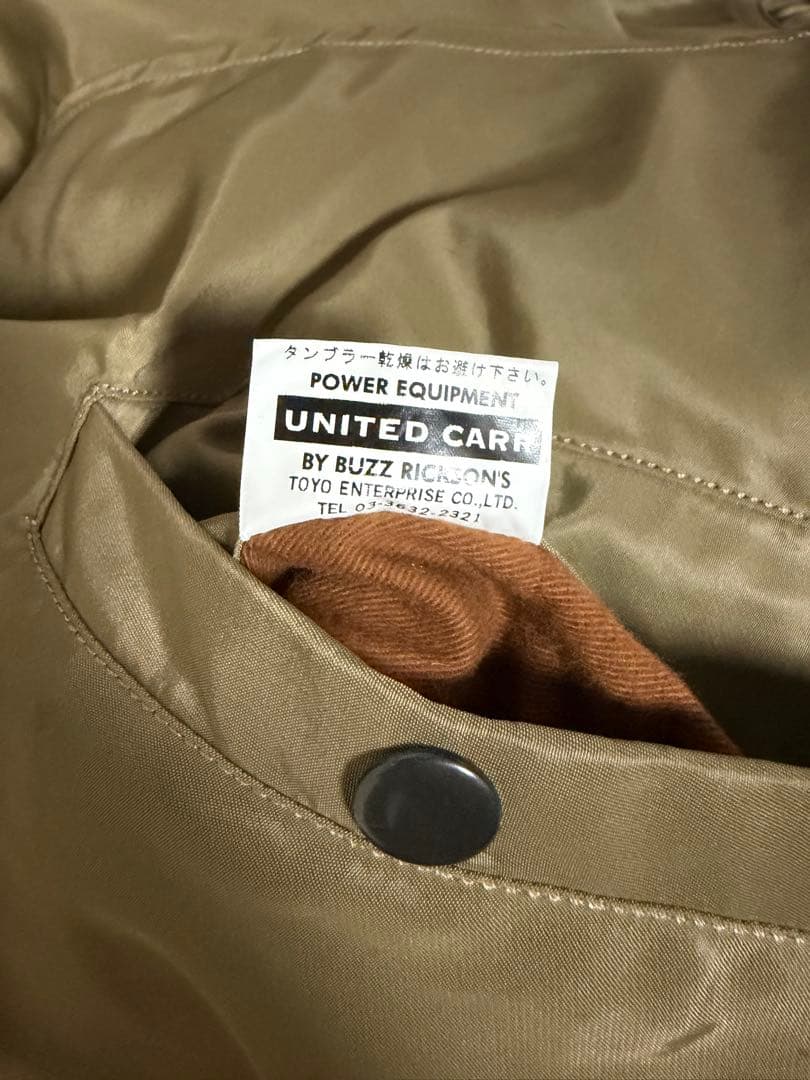 タンブラー乾燥はお避け下さい。
POWER EQUIPMENT
UNITED CARR
BY BUZZ RICKSON'S
TOYO ENTERPRISE CO.,LTD.
TEL 03-3632-2321